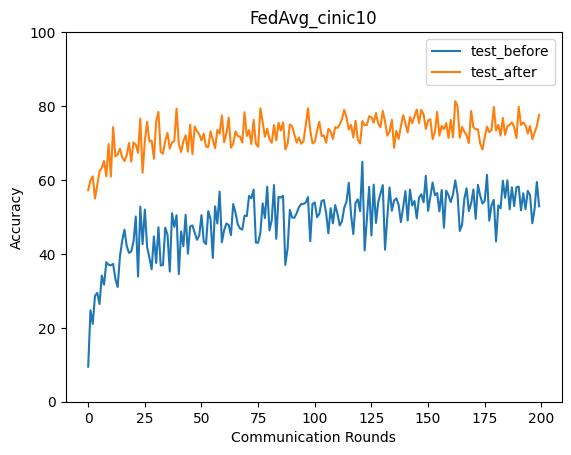 FedAvg_cinic10
test_before
test_after
Accuracy
100
80
60
40
20
0
0 25 50 75 100 125 150 175 200
Communication Rounds